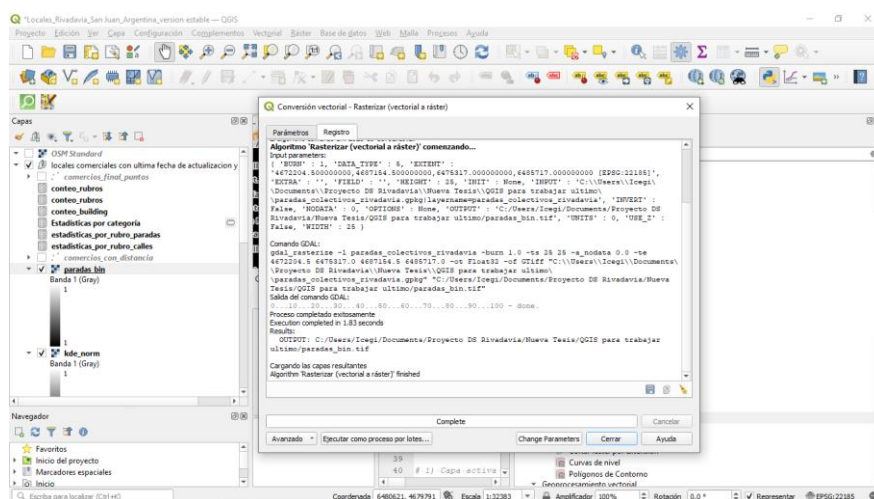 *Locales_Rivadavia_San Juan_Argentina_version estable — QGIS
Proyecto Edición Ver Capa Configuración Complementos Vectorial Ráster Base de datos Web Malla Procesos Ayuda
Capas
OSM Standard
locales comerciales con ultima fecha de actualizacion y
comercios_final_puntos
conteo_rubros
conteo_rubros
conteo_building
Estadísticas por categoría
estadisticas_por_rubro_paradas
estadisticas_por_rubro_calles
comercios_con_distancia
paradas_bin
Banda 1 (Gray)
1
1
kde_norm
Banda 1 (Gray)
1
Navegador
Favoritos
Inicio del proyecto
Marcadores espaciales
Inicio
Conversión vectorial - Rasterizar (vectorial a ráster)
Parámetros Registro
Algoritmo 'Rasterizar (vectorial a ráster)' comenzando...
Input parameters:
{ 'BURN' : 1, 'DATA_TYPE' : 5, 'EXTENT' :
'4672204.500000000,4687154.500000000,6475317.000000000,6485717.000000000 [EPSG:22185]',
'EXTRA' : '', 'FIELD' : '', 'HEIGHT' : 25, 'INIT' : None, 'INPUT' : 'C:\\Users\\Icegi\
\Documents\\Proyecto DS Rivadavia\\Nueva Tesis\\QGIS para trabajar ultimo\
\paradas_colectivos_rivadavia.gpkg|layername=paradas_colectivos_rivadavia', 'INVERT' :
False, 'NODATA' : 0, 'OPTIONS' : None, 'OUTPUT' : 'C:/Users/Icegi/Documents/Proyecto DS
Rivadavia/Nueva Tesis/QGIS para trabajar ultimo/paradas_bin.tif', 'UNITS' : 0, 'USE_Z' :
False, 'WIDTH' : 25 }
Comando GDAL:
gdal_rasterize -l paradas_colectivos_rivadavia -burn 1.0 -ts 25 25 -a_nodata 0.0 -te
4672204.5 6475317.0 4687154.5 6485717.0 -ot Float32 -of GTiff "C:\\Users\\Icegi\\Documents\
\Proyecto DS Rivadavia\\Nueva Tesis\\QGIS para trabajar ultimo\
\paradas_colectivos_rivadavia.gpkg" "C:/Users/Icegi/Documents/Proyecto DS Rivadavia/Nueva
Tesis/QGIS para trabajar ultimo/paradas_bin.tif"
Salida del comando GDAL:
0...10...20...30...40...50...60...70...80...90...100 - done.
Proceso completado exitosamente
Execution completed in 1.83 seconds
Results:
OUTPUT: C:/Users/Icegi/Documents/Proyecto DS Rivadavia/Nueva Tesis/QGIS para trabajar
ultimo/paradas_bin.tif
Cargando las capas resultantes
Algorithm 'Rasterizar (vectorial a ráster)' finished
Complete Cancelar
Avanzado Ejecutar como proceso por lotes... Change Parameters Cerrar Ayuda
39
40 # 1) Capa activa
Curvas de nivel
Polígonos de Contorno
Geoprocesamiento vectorial
Escriba para localizar (Ctrl+K) Coordenada 6480621, 4679791 Escala 1:32383 Amplificador 100% Rotación 0,0 ° Representar EPSG:22185